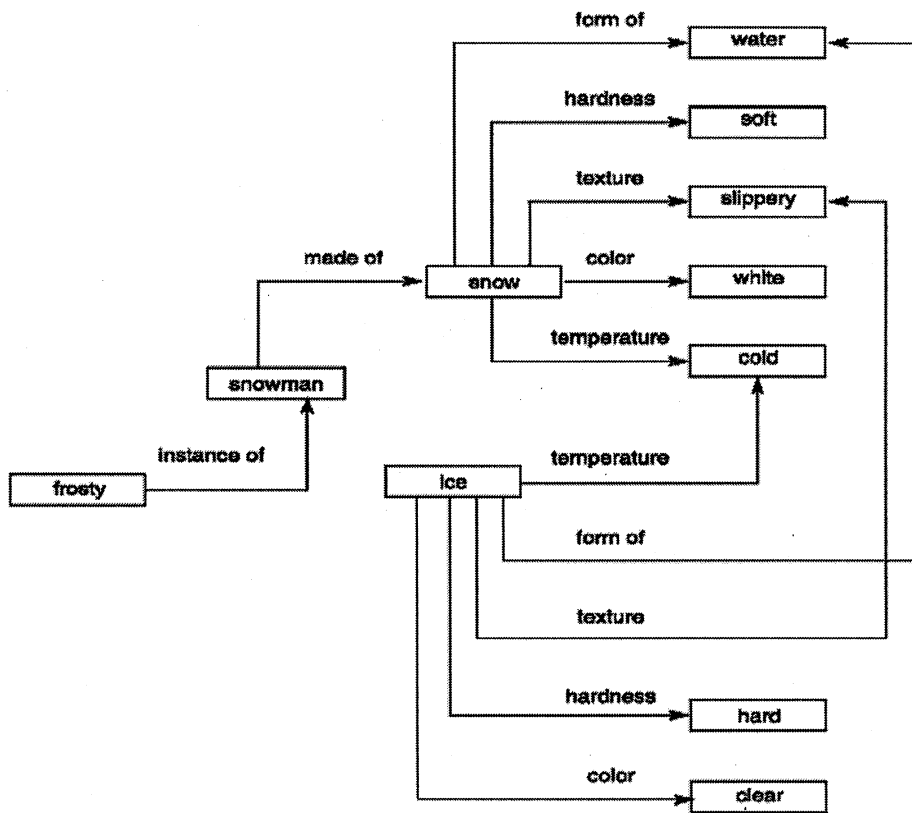 form of
water
hardness
soft
texture
slippery
made of
color
snow
white
temperature
cold
snowman
instance of
temperature
frosty
ice
form of
texture
hardness
hard
color
clear